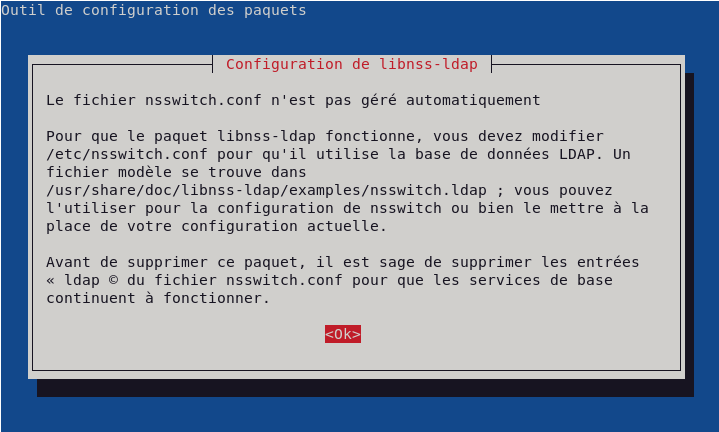 Outil de configuration des paquets
Configuration de libnss-ldap
Le fichier nsswitch.conf n'est pas géré automatiquement
Pour que le paquet libnss-ldap fonctionne, vous devez modifier
/etc/nsswitch.conf pour qu'il utilise la base de données LDAP. Un
fichier modèle se trouve dans
/usr/share/doc/libnss-ldap/examples/nsswitch.ldap ; vous pouvez
l'utiliser pour la configuration de nsswitch ou bien le mettre à la
place de votre configuration actuelle.
Avant de supprimer ce paquet, il est sage de supprimer les entrées
« ldap © du fichier nsswitch.conf pour que les services de base
continuent à fonctionner.
<Ok>